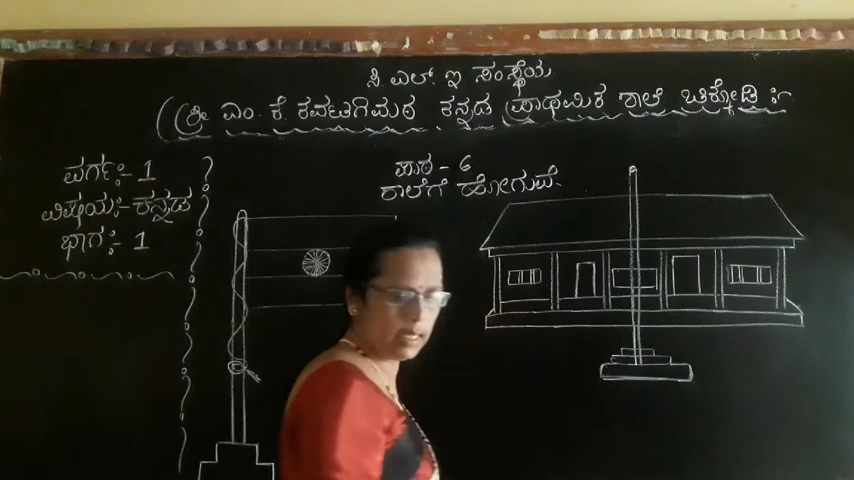 ಸಿ ಎಲ್. ಇ ಸಂಸ್ಥೆಯ
ಶ್ರೀ ಎಂ. ಕೆ. ಕವಟಗಿಮಠ ಕನ್ನಡ ಪ್ರಾಥಮಿಕ ಶಾಲೆ ಚಿಕ್ಕೋಡಿ :-
ವರ್ಗ:- 1
ವಿಷಯ:- ಕನ್ನಡ
ಭಾಗ:- 1
ಪಾಠ - 6
ಶಾಲೆಗೆ ಹೋಗುವೆ.